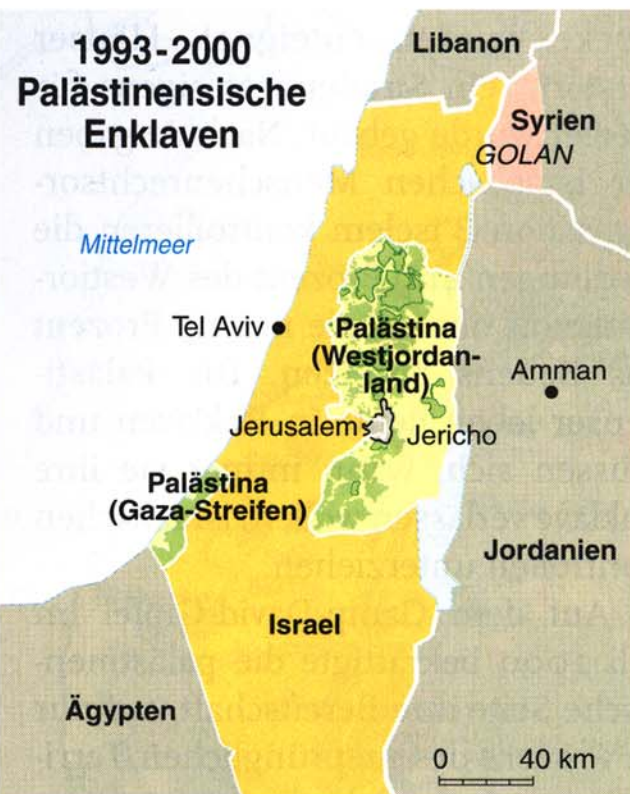 1993-2000
Palästinensische
Enklaven
Libanon
Syrien
GOLAN
Mittelmeer
Tel Aviv
Palästina
(Westjordan-
land)
Amman
Jerusalem
Jericho
Palästina
(Gaza-Streifen)
Jordanien
Israel
Ägypten
0 40 km